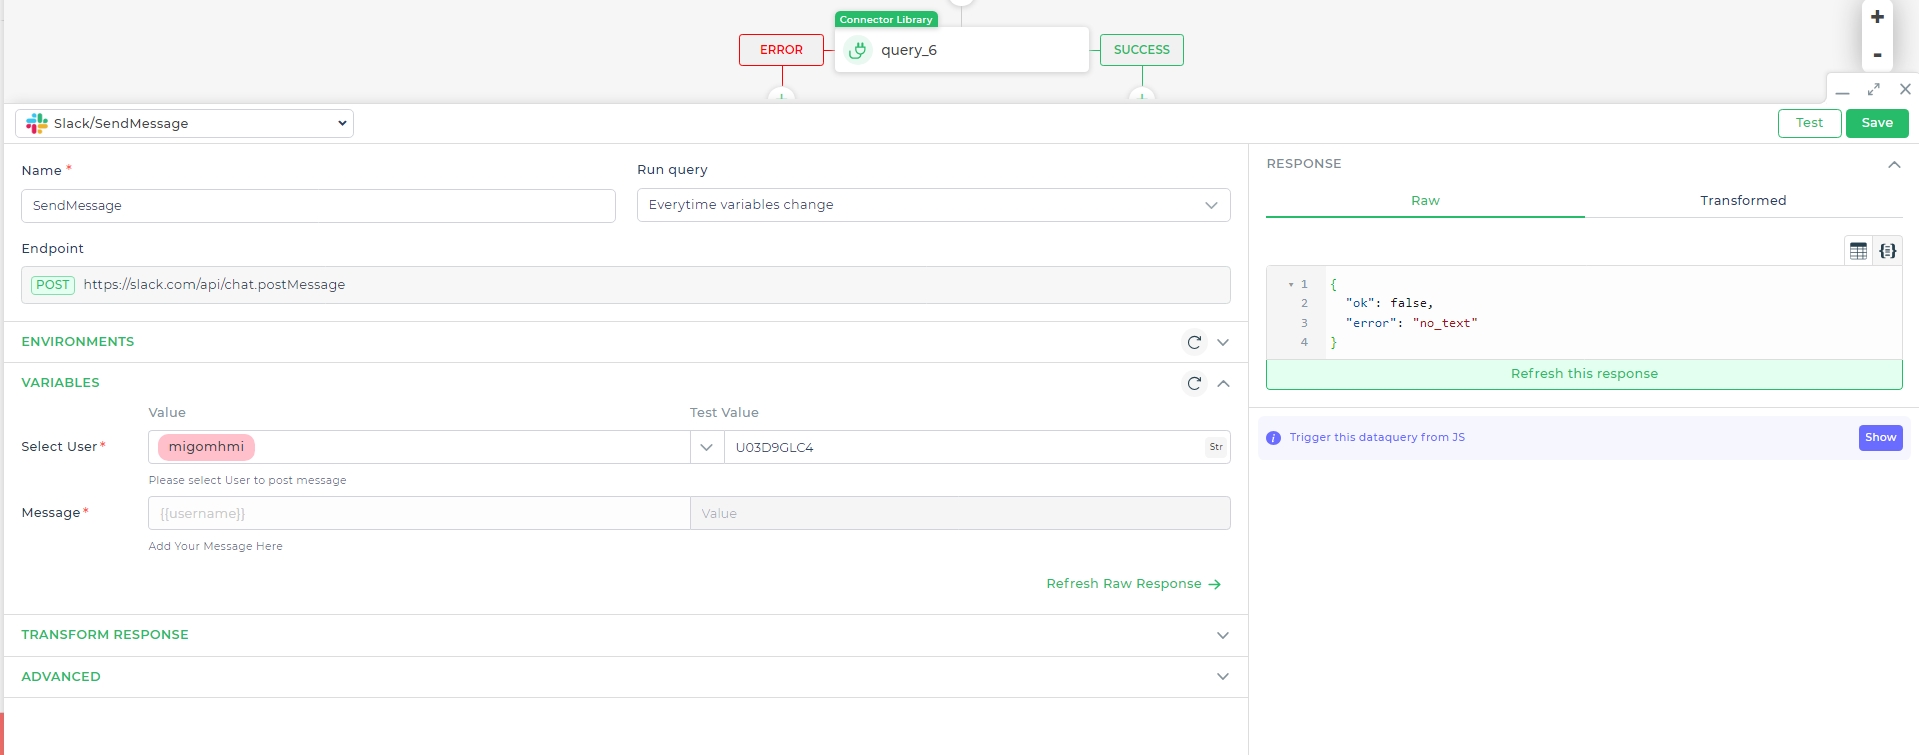 Connector Library
ERROR
query_6
SUCCESS
+
-
Slack/SendMessage
Test
Save
Name *
Run query
SendMessage
Everytime variables change
Endpoint
POST https://slack.com/api/chat.postMessage
ENVIRONMENTS
VARIABLES
Value
Test Value
Select User*
migomhmi
U03D9GLC4
Str
Please select User to post message
Message*
{{username}}
Value
Add Your Message Here
Refresh Raw Response →
TRANSFORM RESPONSE
ADVANCED
RESPONSE
Raw
Transformed
1 {
2 "ok": false,
3 "error": "no_text"
4 }
Refresh this response
i Trigger this dataquery from JS
Show